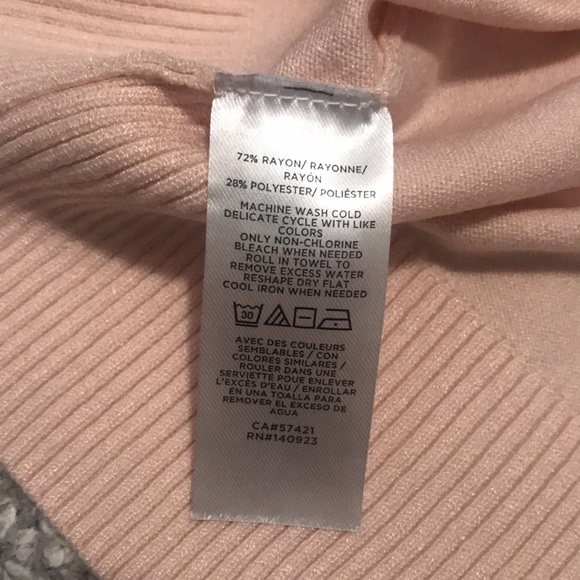 72% RAYON/ RAYONNE/
RAYÓN
28% POLYESTER/ POLIÉSTER
MACHINE WASH COLD
DELICATE CYCLE WITH LIKE
COLORS
ONLY NON-CHLORINE
BLEACH WHEN NEEDED
ROLL IN TOWEL TO
REMOVE EXCESS WATER
RESHAPE DRY FLAT
COOL IRON WHEN NEEDED
30
AVEC DES COULEURS
SEMBLABLES / CON
COLORES SIMILARES /
ROULER DANS UNE
SERVIETTE POUR ENLEVER
L'EXCÈS D'EAU / ENROLLAR
EN UNA TOALLA PARA
REMOVER EL EXCESO DE
AGUA
CA#57421
RN#140923